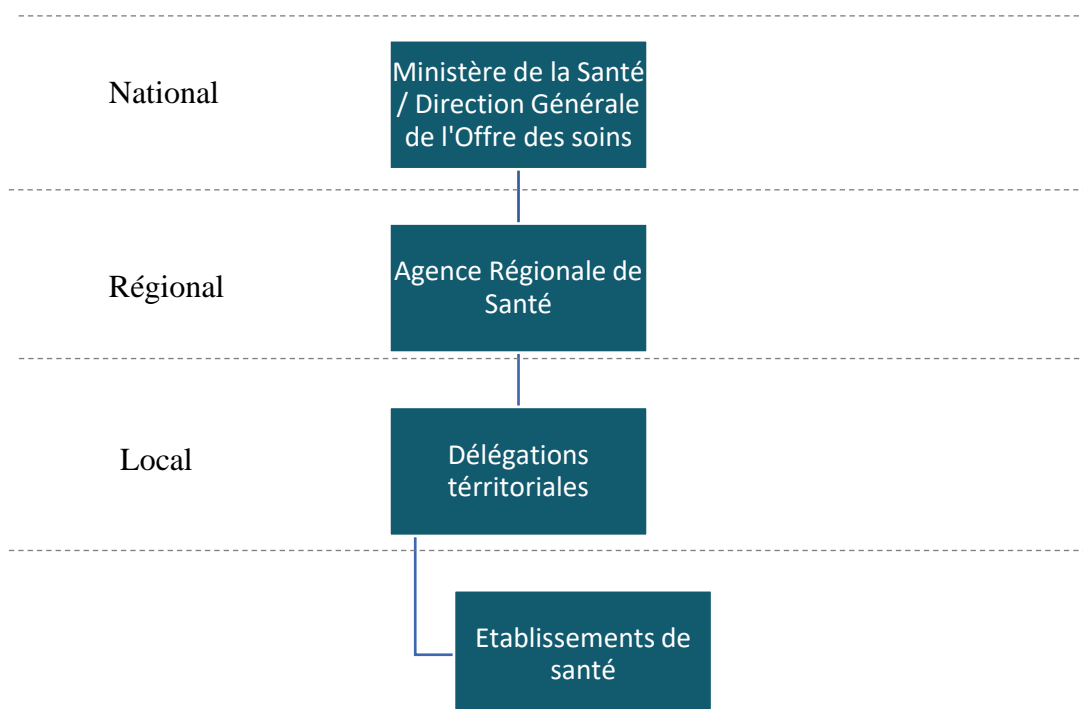 National
Ministère de la Santé
/ Direction Générale
de l'Offre des soins
Régional
Agence Régionale de
Santé
Local
Délégations
térritoriales
Etablissements de
santé